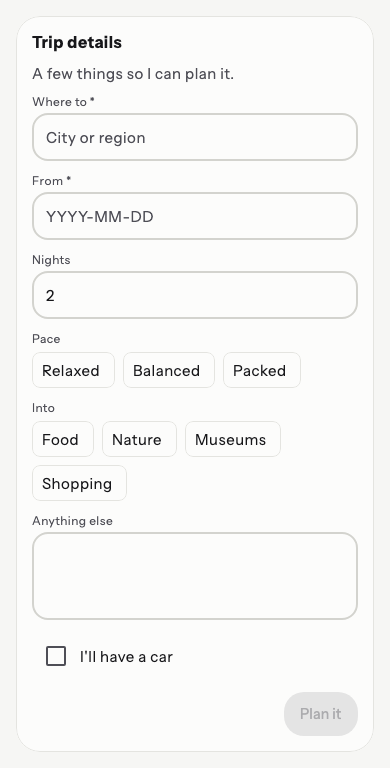 Trip details
A few things so I can plan it.
Where to *
City or region
From *
YYYY-MM-DD
Nights
2
Pace
Relaxed Balanced Packed
Into
Food Nature Museums
Shopping
Anything else
I'll have a car
Plan it